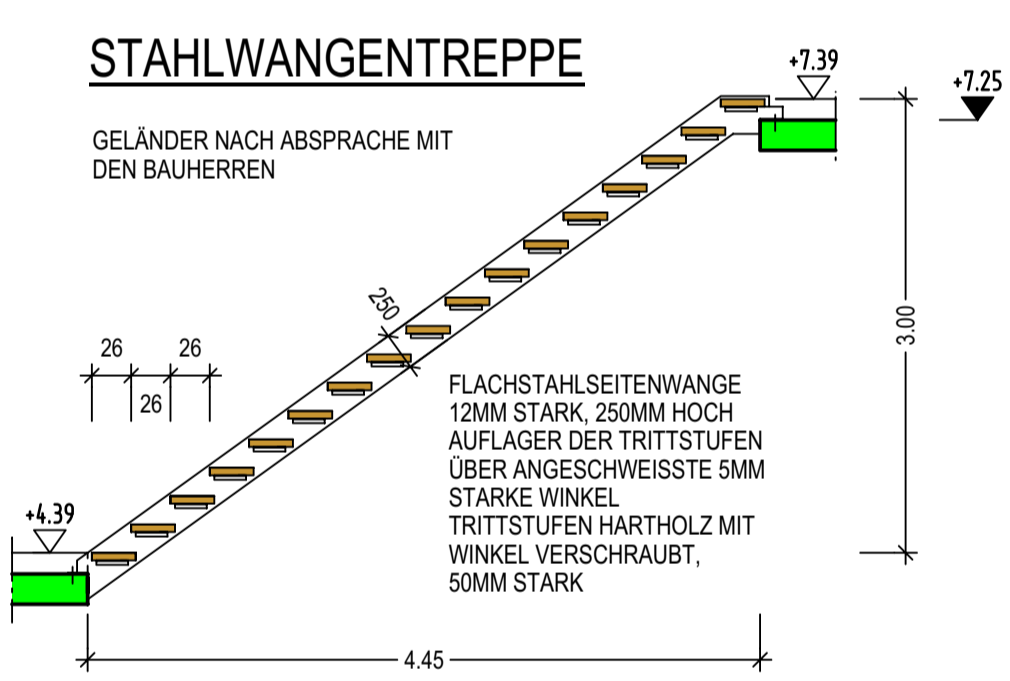 STAHLWANGENTREPPE
+7.39
+7.25
GELÄNDER NACH ABSPRACHE MIT
DEN BAUHERREN
250
3.00
26
26
26
FLACHSTAHLSEITENWANGE
12MM STARK, 250MM HOCH
AUFLAGER DER TRITTSTUFEN
ÜBER ANGESCHWEISSTE 5MM
STARKE WINKEL
TRITTSTUFEN HARTHOLZ MIT
WINKEL VERSCHRAUBT,
50MM STARK
+4.39
4.45